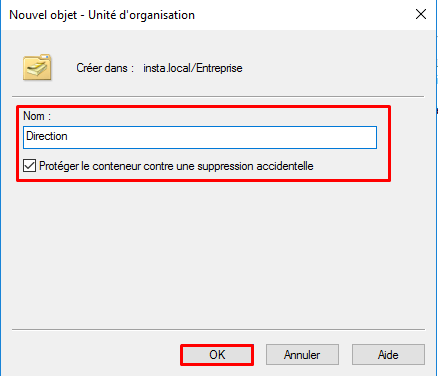 Nouvel objet - Unité d'organisation
Créer dans : insta.local/Entreprise
Nom :
Direction
Protéger le conteneur contre une suppression accidentelle
OK Annuler Aide